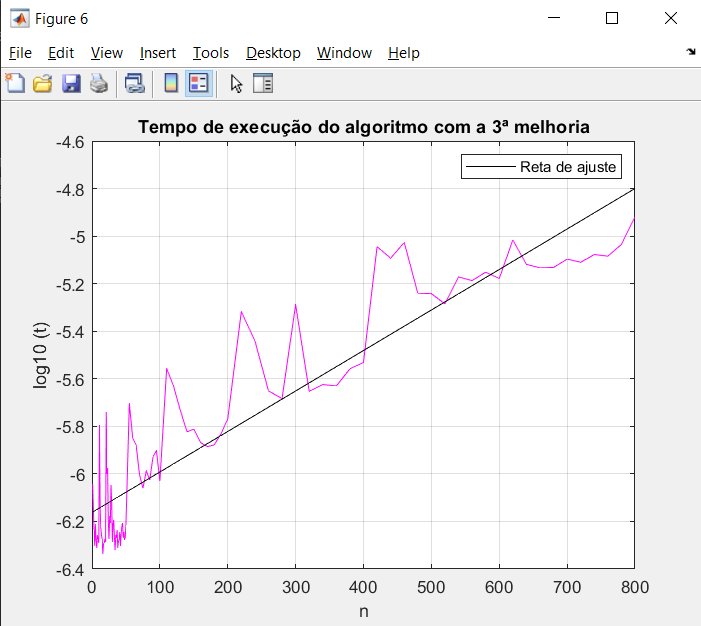 Figure 6
File Edit View Insert Tools Desktop Window Help
Tempo de execução do algoritmo com a 3ª melhoria
Reta de ajuste
-4.6
-4.8
-5
-5.2
-5.4
-5.6
-5.8
-6
-6.2
-6.4
log10 (t)
0 100 200 300 400 500 600 700 800
n